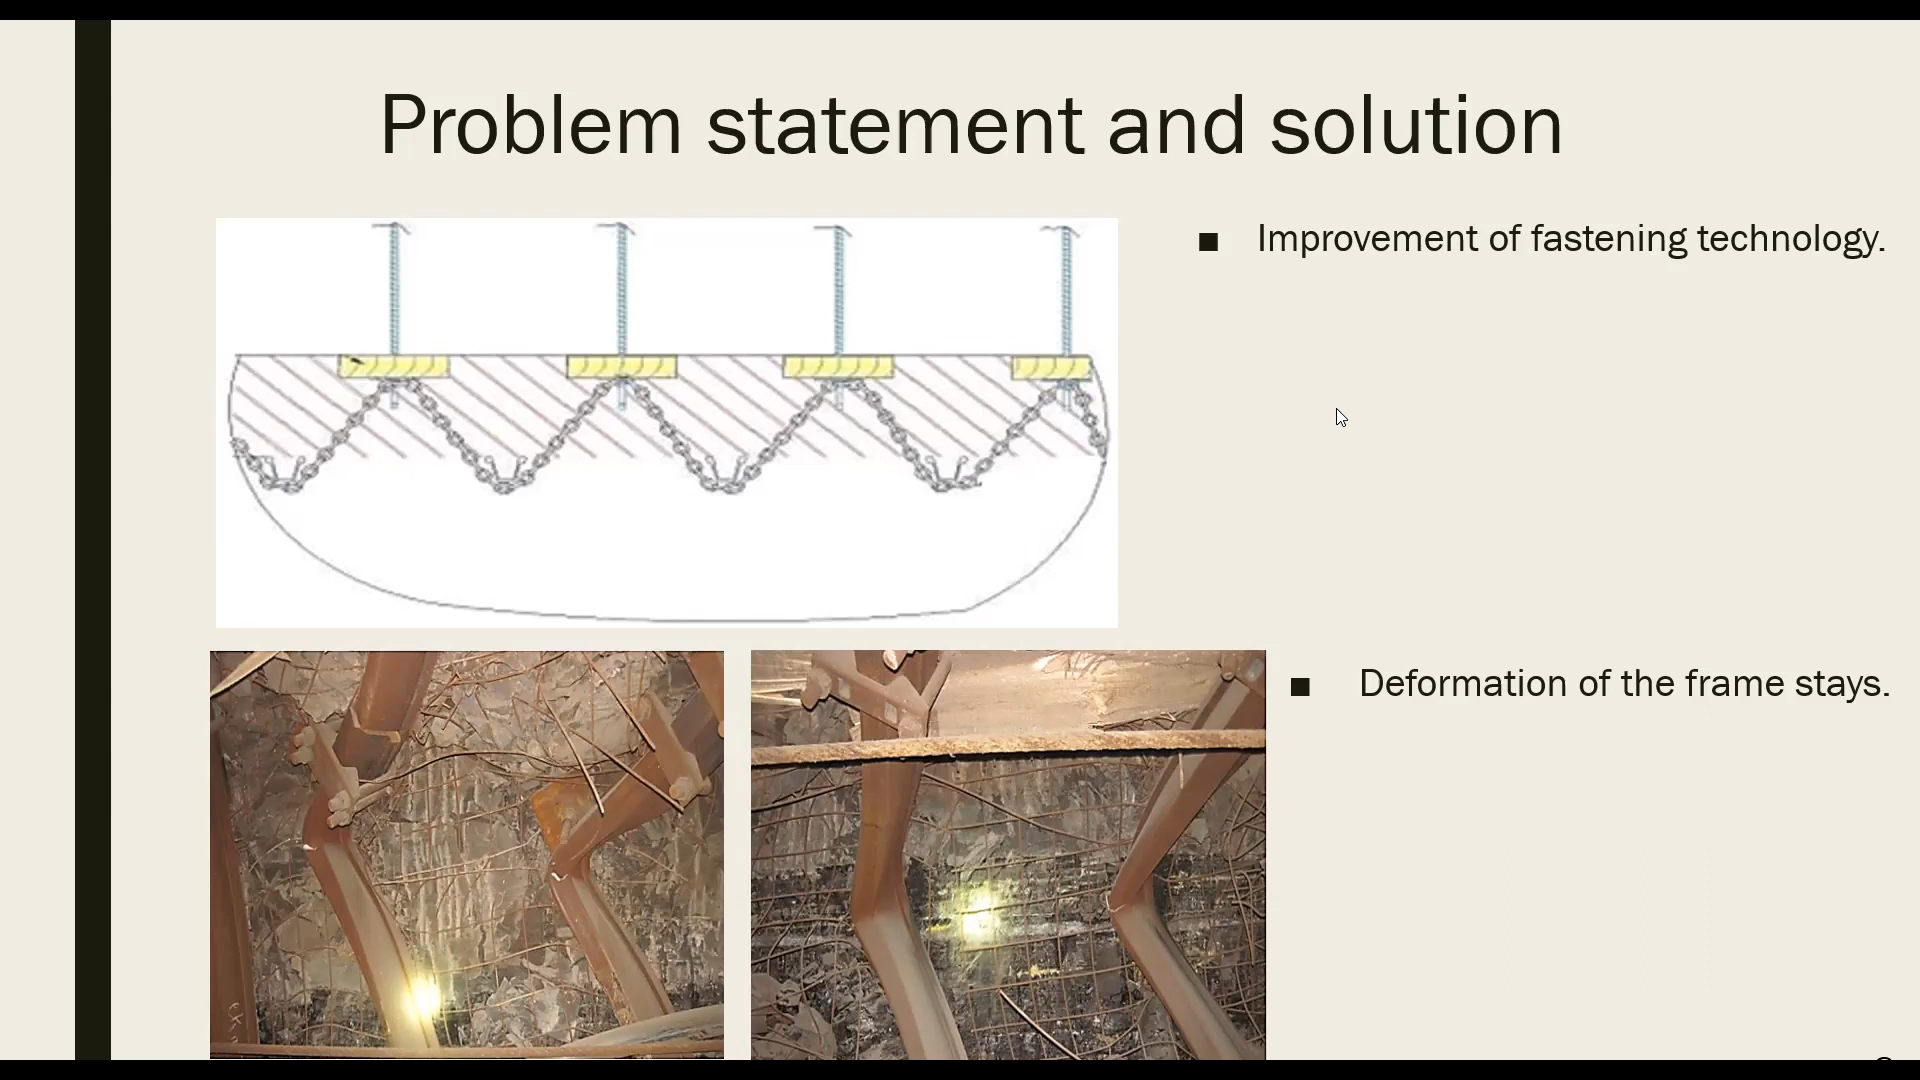 Problem statement and solution
Improvement of fastening technology.
Deformation of the frame stays.